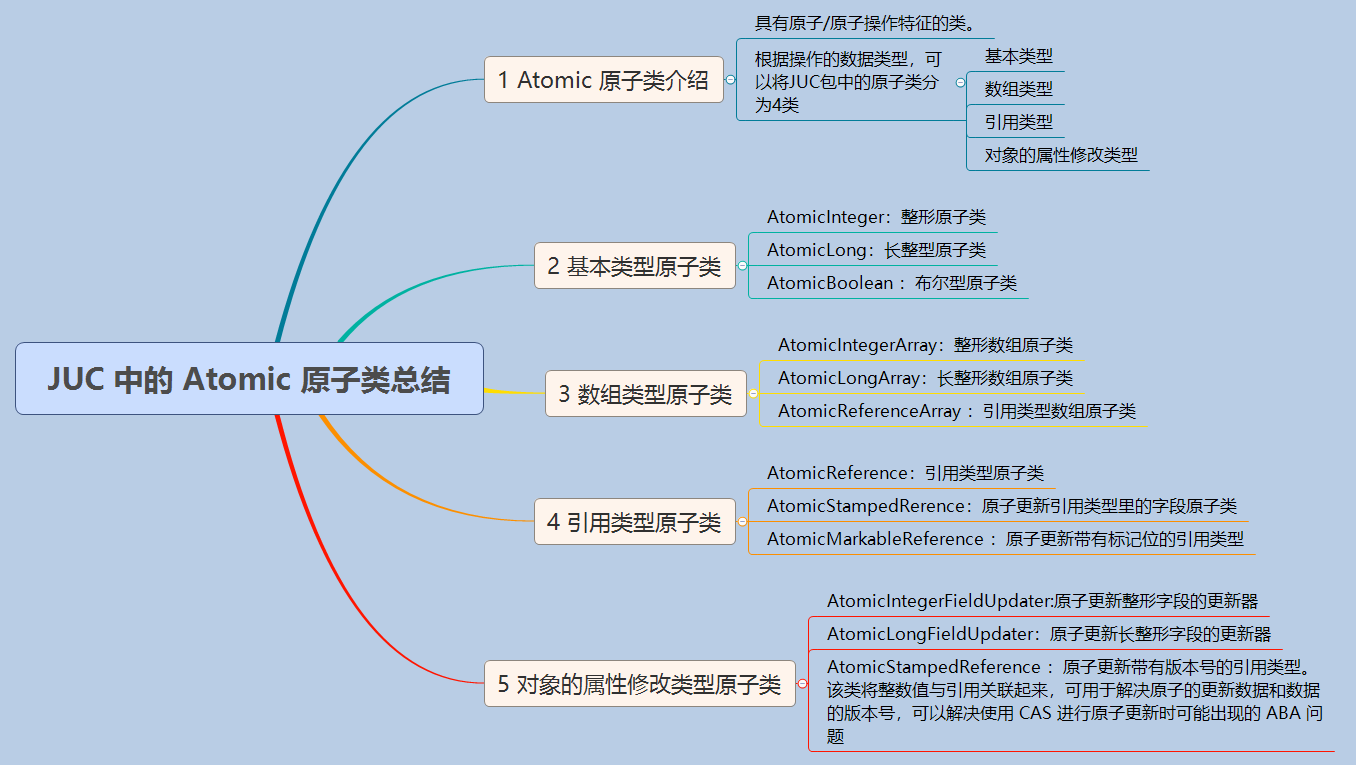 JUC 中的 Atomic 原子类总结
1 Atomic 原子类介绍
具有原子/原子操作特征的类。
根据操作的数据类型，可
以将JUC包中的原子类分
为4类
基本类型
数组类型
引用类型
对象的属性修改类型
2 基本类型原子类
AtomicInteger：整形原子类
AtomicLong：长整型原子类
AtomicBoolean ：布尔型原子类
3 数组类型原子类
AtomicIntegerArray：整形数组原子类
AtomicLongArray：长整形数组原子类
AtomicReferenceArray ：引用类型数组原子类
4 引用类型原子类
AtomicReference：引用类型原子类
AtomicStampedRerence：原子更新引用类型里的字段原子类
AtomicMarkableReference ：原子更新带有标记位的引用类型
5 对象的属性修改类型原子类
AtomicIntegerFieldUpdater:原子更新整形字段的更新器
AtomicLongFieldUpdater：原子更新长整形字段的更新器
AtomicStampedReference ：原子更新带有版本号的引用类型。
该类将整数值与引用关联起来，可用于解决原子的更新数据和数据
的版本号，可以解决使用 CAS 进行原子更新时可能出现的 ABA 问
题